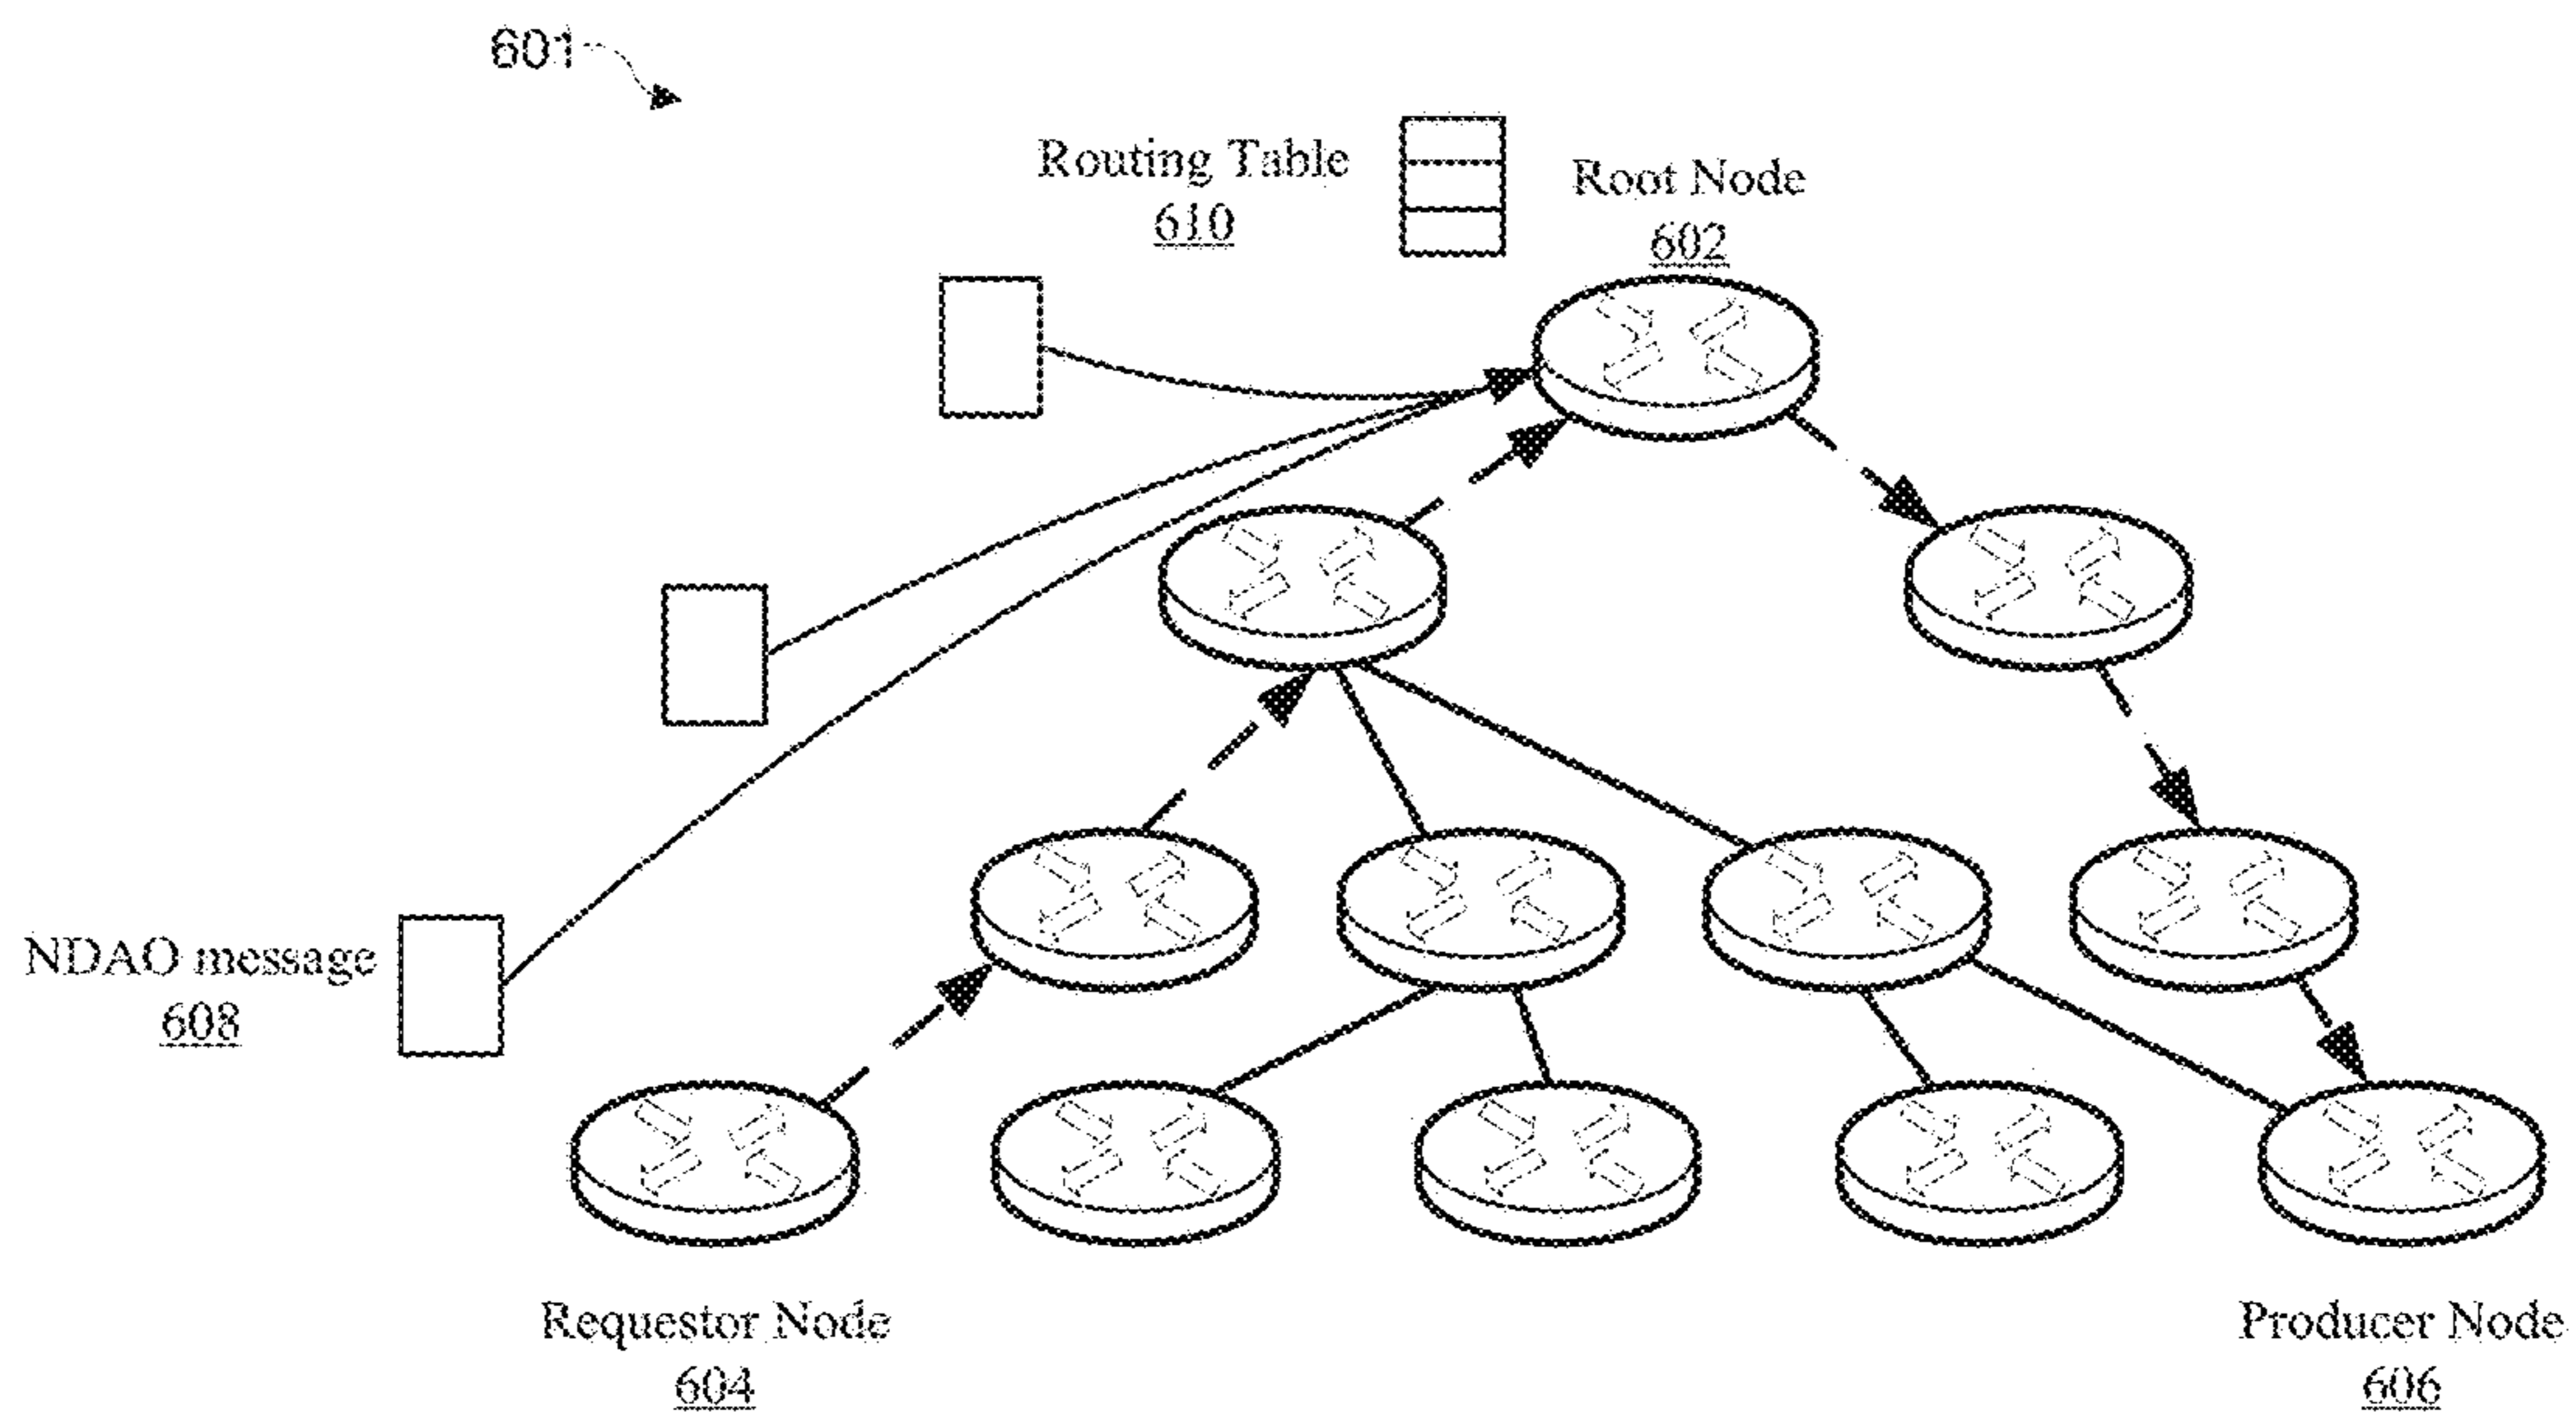 601
Routing Table
610
Root Node
602
NDAO message
608
Requestor Node
604
Producer Node
606